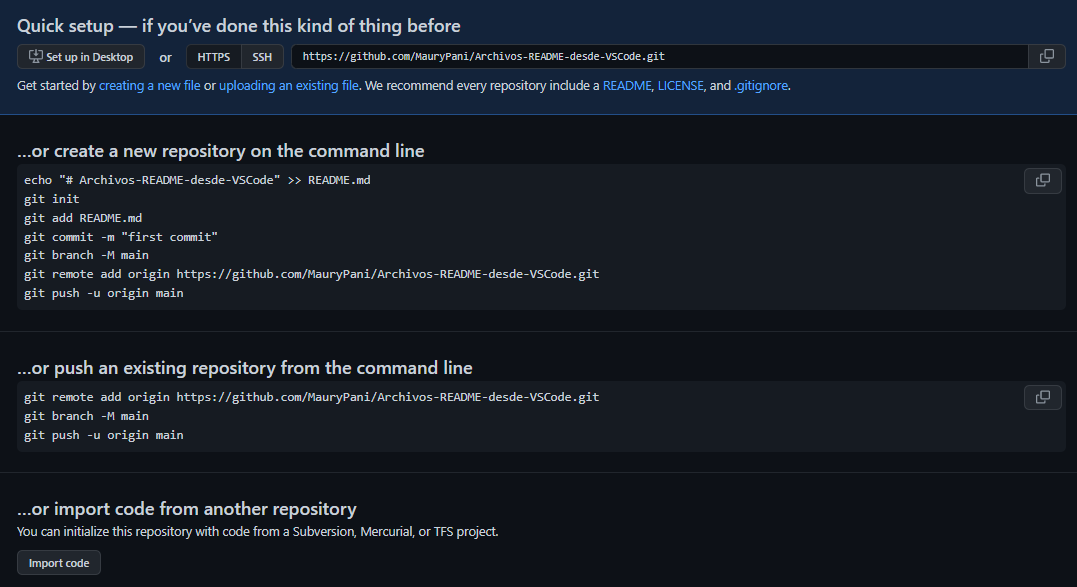 Quick setup — if you’ve done this kind of thing before
Set up in Desktop or HTTPS SSH https://github.com/MauryPani/Archivos-README-desde-VSCode.git
Get started by creating a new file or uploading an existing file. We recommend every repository include a README, LICENSE, and .gitignore.
…or create a new repository on the command line
echo "# Archivos-README-desde-VSCode" >> README.md
git init
git add README.md
git commit -m "first commit"
git branch -M main
git remote add origin https://github.com/MauryPani/Archivos-README-desde-VSCode.git
git push -u origin main
…or push an existing repository from the command line
git remote add origin https://github.com/MauryPani/Archivos-README-desde-VSCode.git
git branch -M main
git push -u origin main
…or import code from another repository
You can initialize this repository with code from a Subversion, Mercurial, or TFS project.
Import code